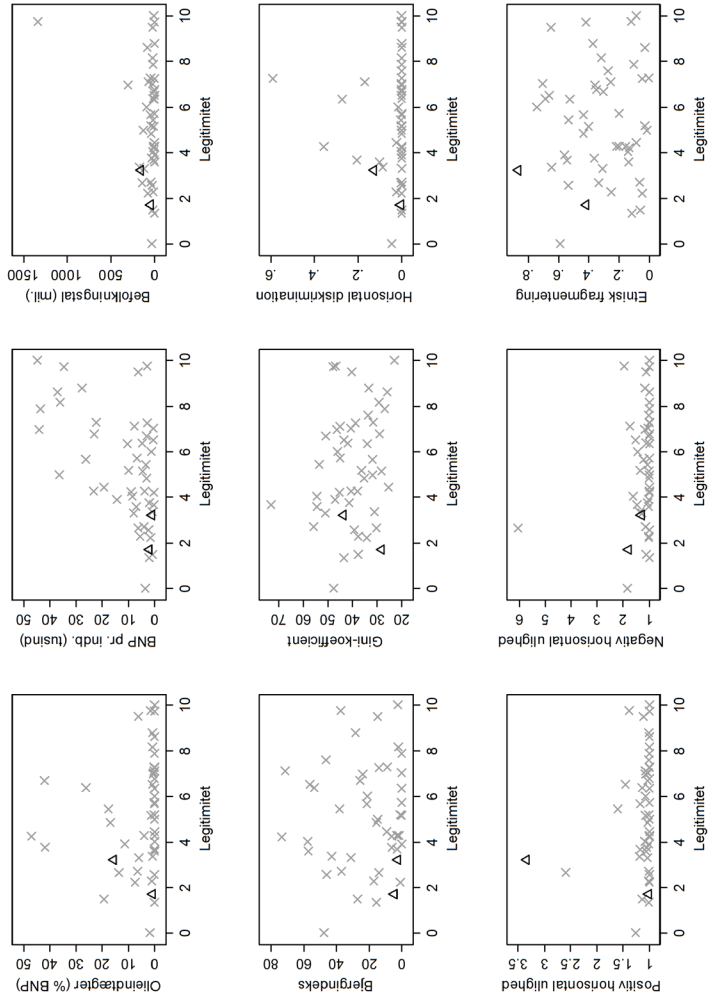 Olieindtægter (% BNP)
0 10 20 30 40 50
0 2 4 6 8 10
Legitimitet
BNP pr. indb. (tusind)
0 10 20 30 40 50
0 2 4 6 8 10
Legitimitet
Befolkningstal (mil.)
0 500 1000 1500
0 2 4 6 8 10
Legitimitet
Bjergindeks
0 20 40 60 80
0 2 4 6 8 10
Legitimitet
Gini-koefficient
20 30 40 50 60 70
0 2 4 6 8 10
Legitimitet
Horisontal diskrimination
0 .2 .4 .6
0 2 4 6 8 10
Legitimitet
Positiv horisontal ulighed
1 1.5 2 2.5 3 3.5
0 2 4 6 8 10
Legitimitet
Negativ horisontal ulighed
1 2 3 4 5 6
0 2 4 6 8 10
Legitimitet
Etnisk fragmentering
0 .2 .4 .6 .8
0 2 4 6 8 10
Legitimitet